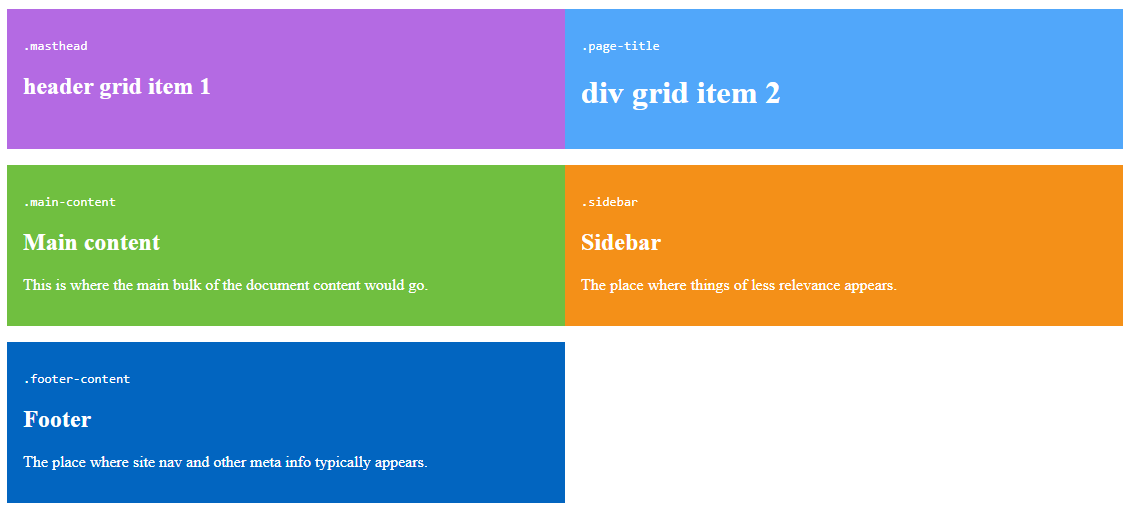 .masthead
header grid item 1
.page-title
div grid item 2
.main-content
Main content
This is where the main bulk of the document content would go.
.sidebar
Sidebar
The place where things of less relevance appears.
.footer-content
Footer
The place where site nav and other meta info typically appears.